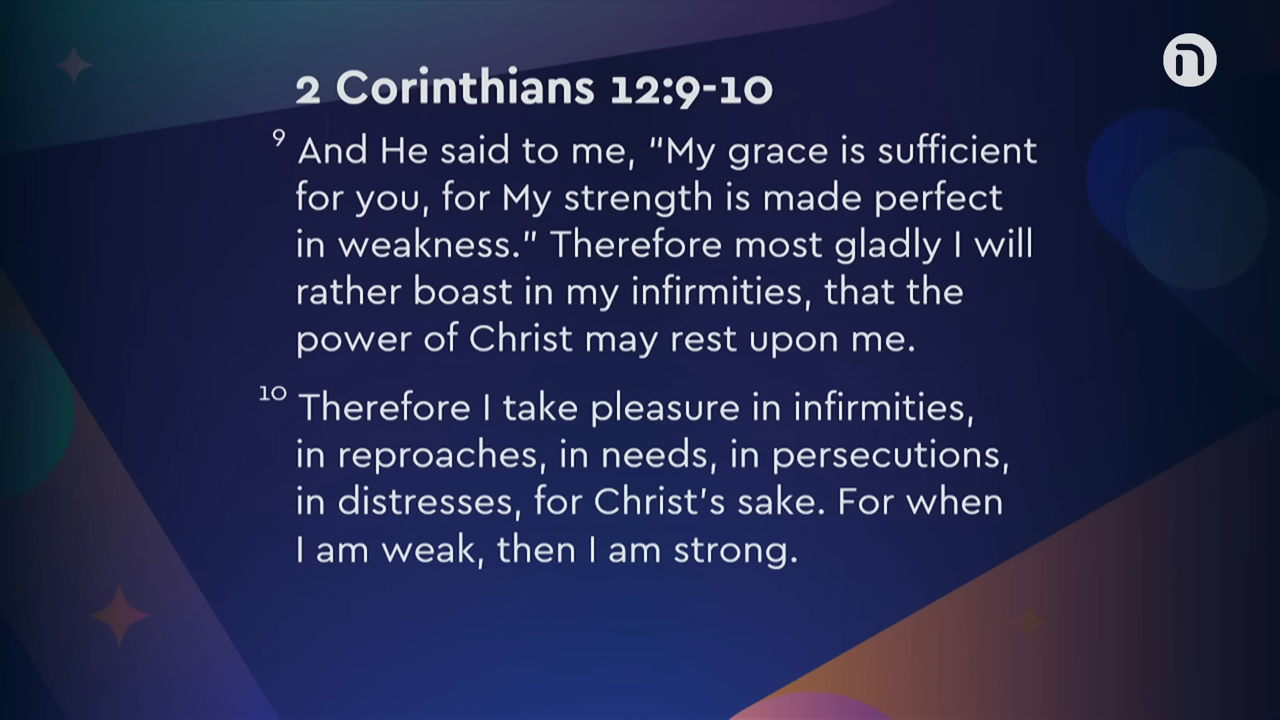 2 Corinthians 12:9-10
9 And He said to me, “My grace is sufficient
for you, for My strength is made perfect
in weakness.” Therefore most gladly I will
rather boast in my infirmities, that the
power of Christ may rest upon me.
10 Therefore I take pleasure in infirmities,
in reproaches, in needs, in persecutions,
in distresses, for Christ’s sake. For when
I am weak, then I am strong.